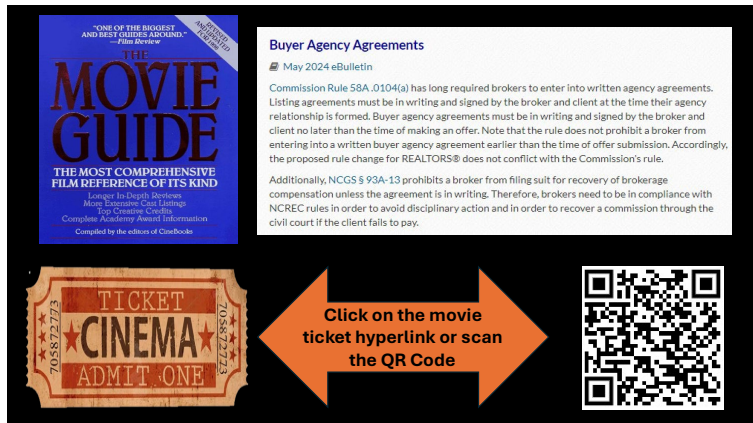 "ONE OF THE BIGGEST
AND BEST GUIDES AROUND."
—Film Review
REVISED
AND UPDATED
FOR 1998
THE
MOVIE
GUIDE
THE MOST COMPREHENSIVE
FILM REFERENCE OF ITS KIND
Longer In-Depth Reviews
More Extensive Cast Listings
Top Creative Credits
Complete Academy Award Information
Compiled by the editors of CineBooks
Buyer Agency Agreements
May 2024 eBulletin
Commission Rule 58A .0104(a) has long required brokers to enter into written agency agreements.
Listing agreements must be in writing and signed by the broker and client at the time their agency
relationship is formed. Buyer agency agreements must be in writing and signed by the broker and
client no later than the time of making an offer. Note that the rule does not prohibit a broker from
entering into a written buyer agency agreement earlier than the time of offer submission. Accordingly,
the proposed rule change for REALTORS® does not conflict with the Commission's rule.
Additionally, NCGS § 93A-13 prohibits a broker from filing suit for recovery of brokerage
compensation unless the agreement is in writing. Therefore, brokers need to be in compliance with
NCREC rules in order to avoid disciplinary action and in order to recover a commission through the
civil court if the client fails to pay.
705872773
TICKET
CINEMA
ADMIT ONE
705872773
Click on the movie
ticket hyperlink or scan
the QR Code